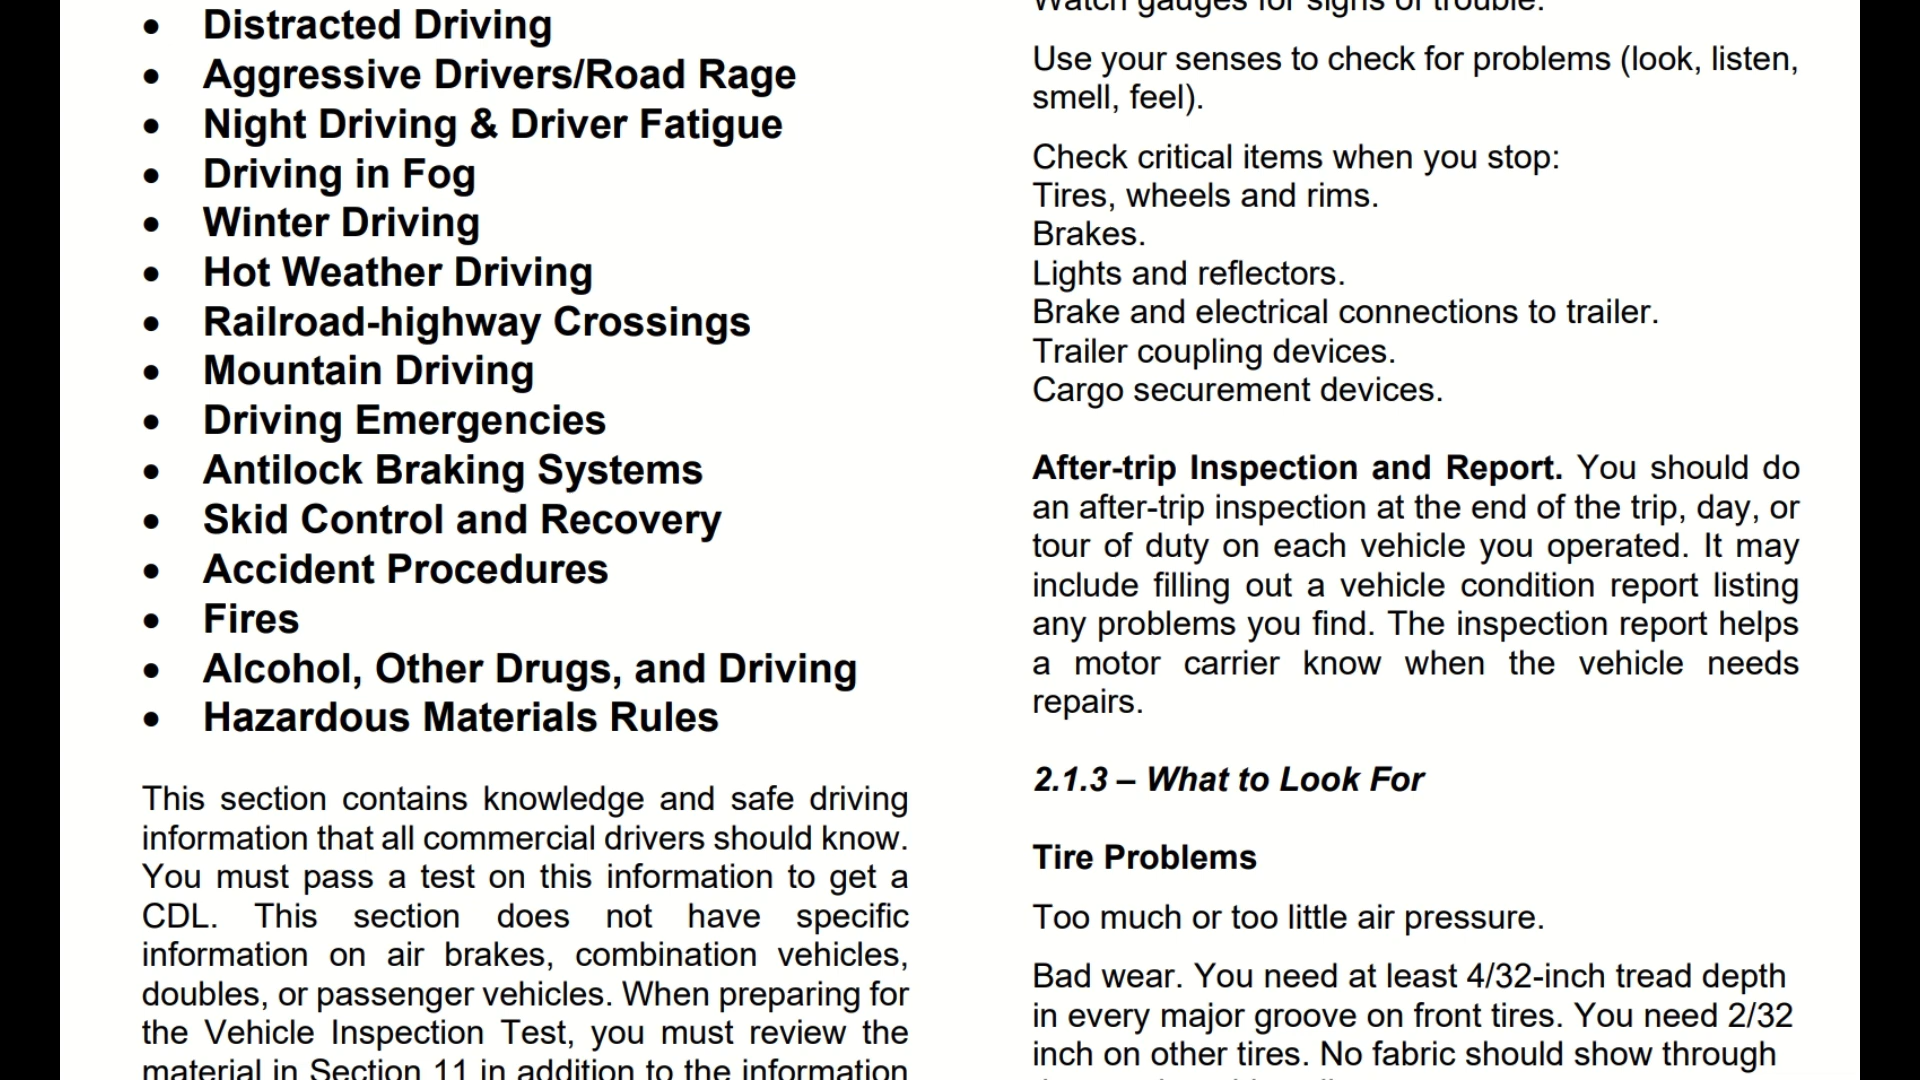 • Distracted Driving
• Aggressive Drivers/Road Rage
• Night Driving & Driver Fatigue
• Driving in Fog
• Winter Driving
• Hot Weather Driving
• Railroad-highway Crossings
• Mountain Driving
• Driving Emergencies
• Antilock Braking Systems
• Skid Control and Recovery
• Accident Procedures
• Fires
• Alcohol, Other Drugs, and Driving
• Hazardous Materials Rules
This section contains knowledge and safe driving
information that all commercial drivers should know.
You must pass a test on this information to get a
CDL. This section does not have specific
information on air brakes, combination vehicles,
doubles, or passenger vehicles. When preparing for
the Vehicle Inspection Test, you must review the
material in Section 11 in addition to the information
Watch gauges for signs of trouble.
Use your senses to check for problems (look, listen,
smell, feel).
Check critical items when you stop:
Tires, wheels and rims.
Brakes.
Lights and reflectors.
Brake and electrical connections to trailer.
Trailer coupling devices.
Cargo securement devices.
After-trip Inspection and Report. You should do
an after-trip inspection at the end of the trip, day, or
tour of duty on each vehicle you operated. It may
include filling out a vehicle condition report listing
any problems you find. The inspection report helps
a motor carrier know when the vehicle needs
repairs.
2.1.3 – What to Look For
Tire Problems
Too much or too little air pressure.
Bad wear. You need at least 4/32-inch tread depth
in every major groove on front tires. You need 2/32
inch on other tires. No fabric should show through